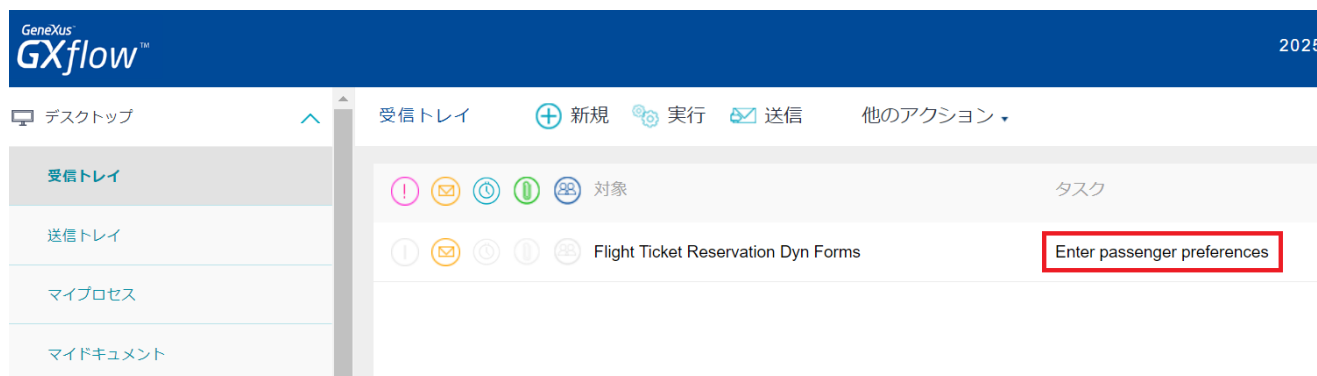 GeneXus™
GXflow™
2025
デスクトップ
受信トレイ
送信トレイ
マイプロセス
マイドキュメント
受信トレイ 新規 実行 送信 他のアクション
対象 タスク
Flight Ticket Reservation Dyn Forms Enter passenger preferences